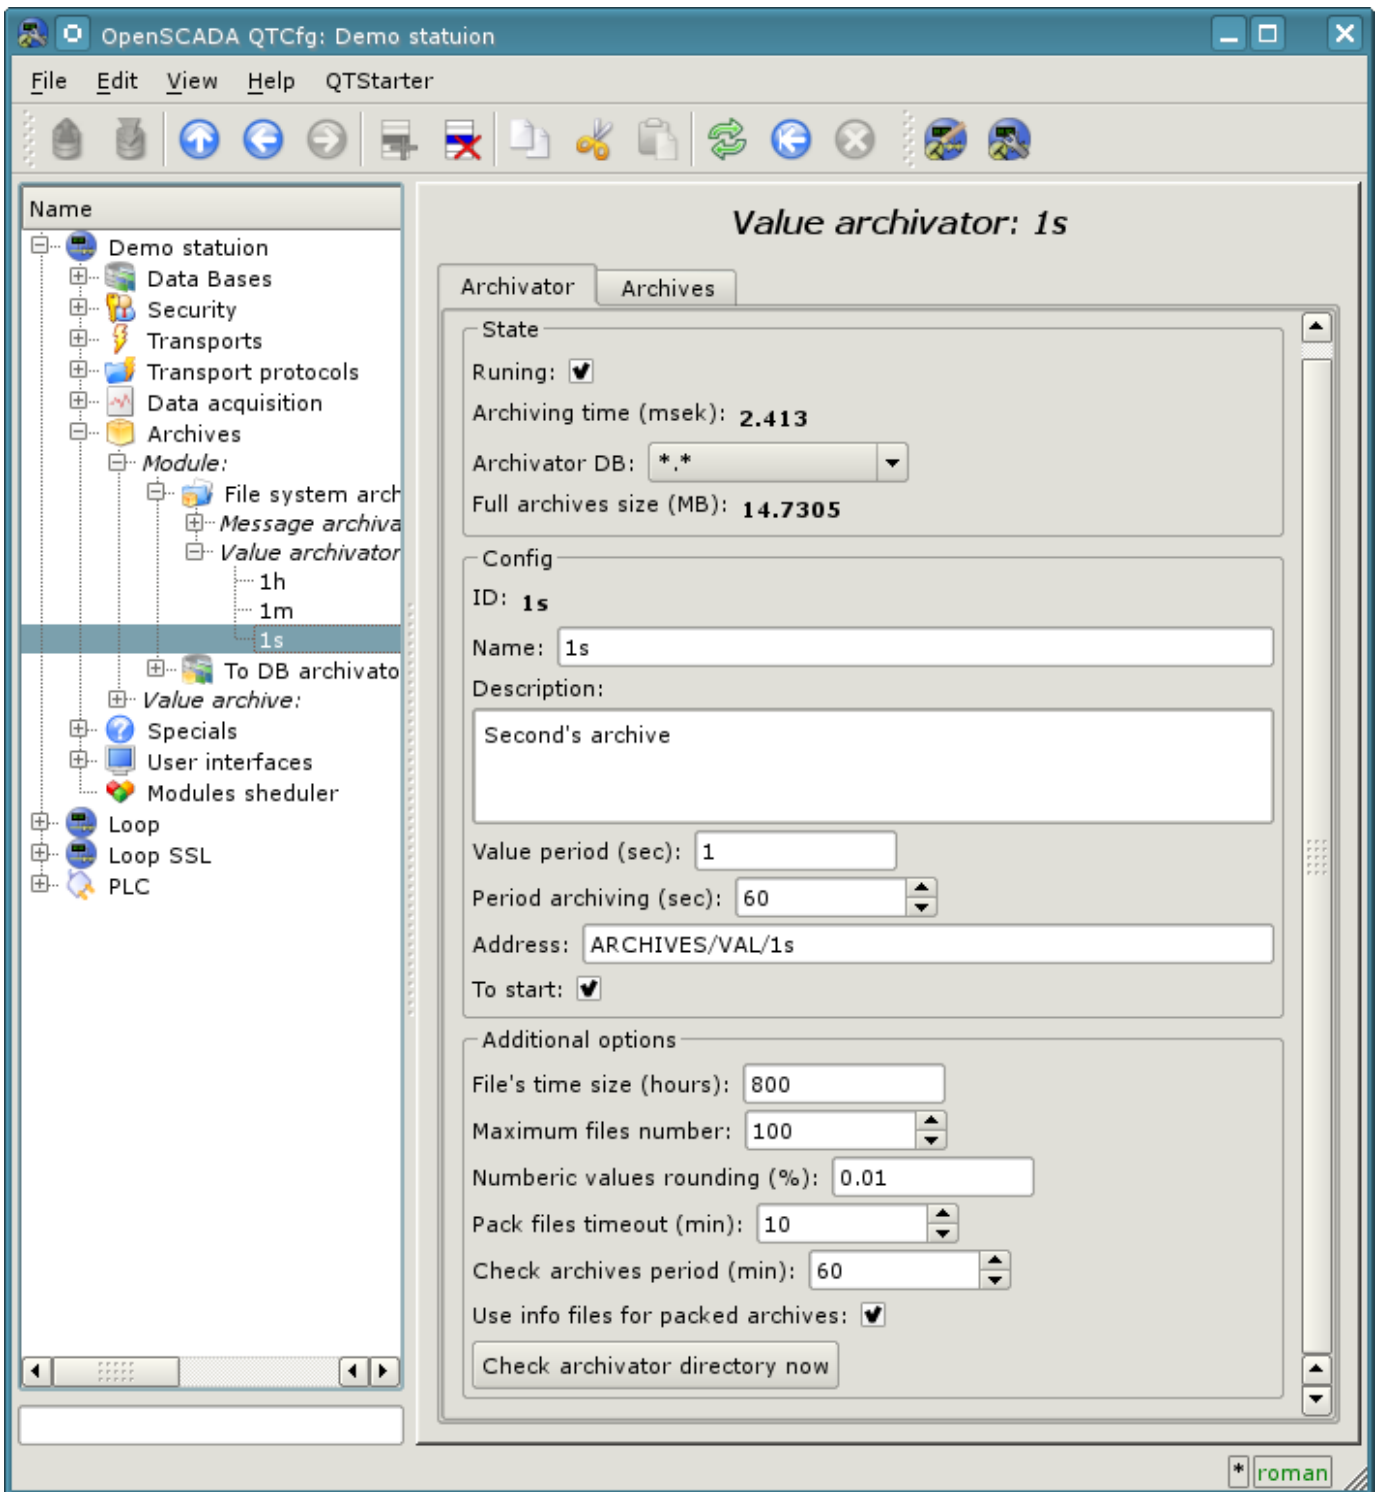 OpenSCADA QTCfg: Demo statuion
File Edit View Help QTStarter
Name
Demo statuion
Data Bases
Security
Transports
Transport protocols
Data acquisition
Archives
Module:
File system arch
Message archiva
Value archivator
1h
1m
1s
To DB archivato
Value archive:
Specials
User interfaces
Modules sheduler
Loop
Loop SSL
PLC
Value archivator: 1s
Archivator Archives
State
Runing:
Archiving time (msek): 2.413
Archivator DB: *.*
Full archives size (MB): 14.7305
Config
ID: 1s
Name: 1s
Description:
Second's archive
Value period (sec): 1
Period archiving (sec): 60
Address: ARCHIVES/VAL/1s
To start:
Additional options
File's time size (hours): 800
Maximum files number: 100
Numberic values rounding (%): 0.01
Pack files timeout (min): 10
Check archives period (min): 60
Use info files for packed archives:
Check archivator directory now
* roman